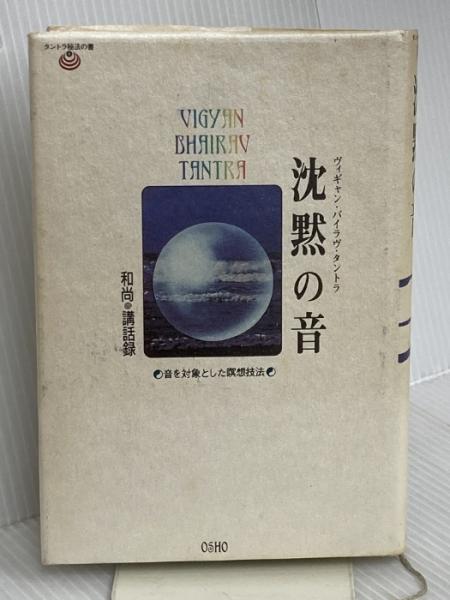 タントラ秘法の書
VIGYAN
BHAIRAV
TANTRA
ヴィギャン・バイラヴ・タントラ
沈黙の音
和尚●講話録
音を対象とした瞑想技法
OSHO